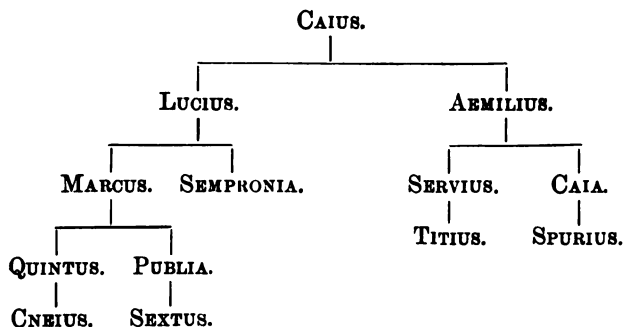 CAIUS.
LUCIUS. AEMILIUS.
MARCUS. SEMPRONIA. SERVIUS. CAIA.
TITIUS. SPURIUS.
QUINTUS. PUBLIA.
CNEIUS. SEXTUS.